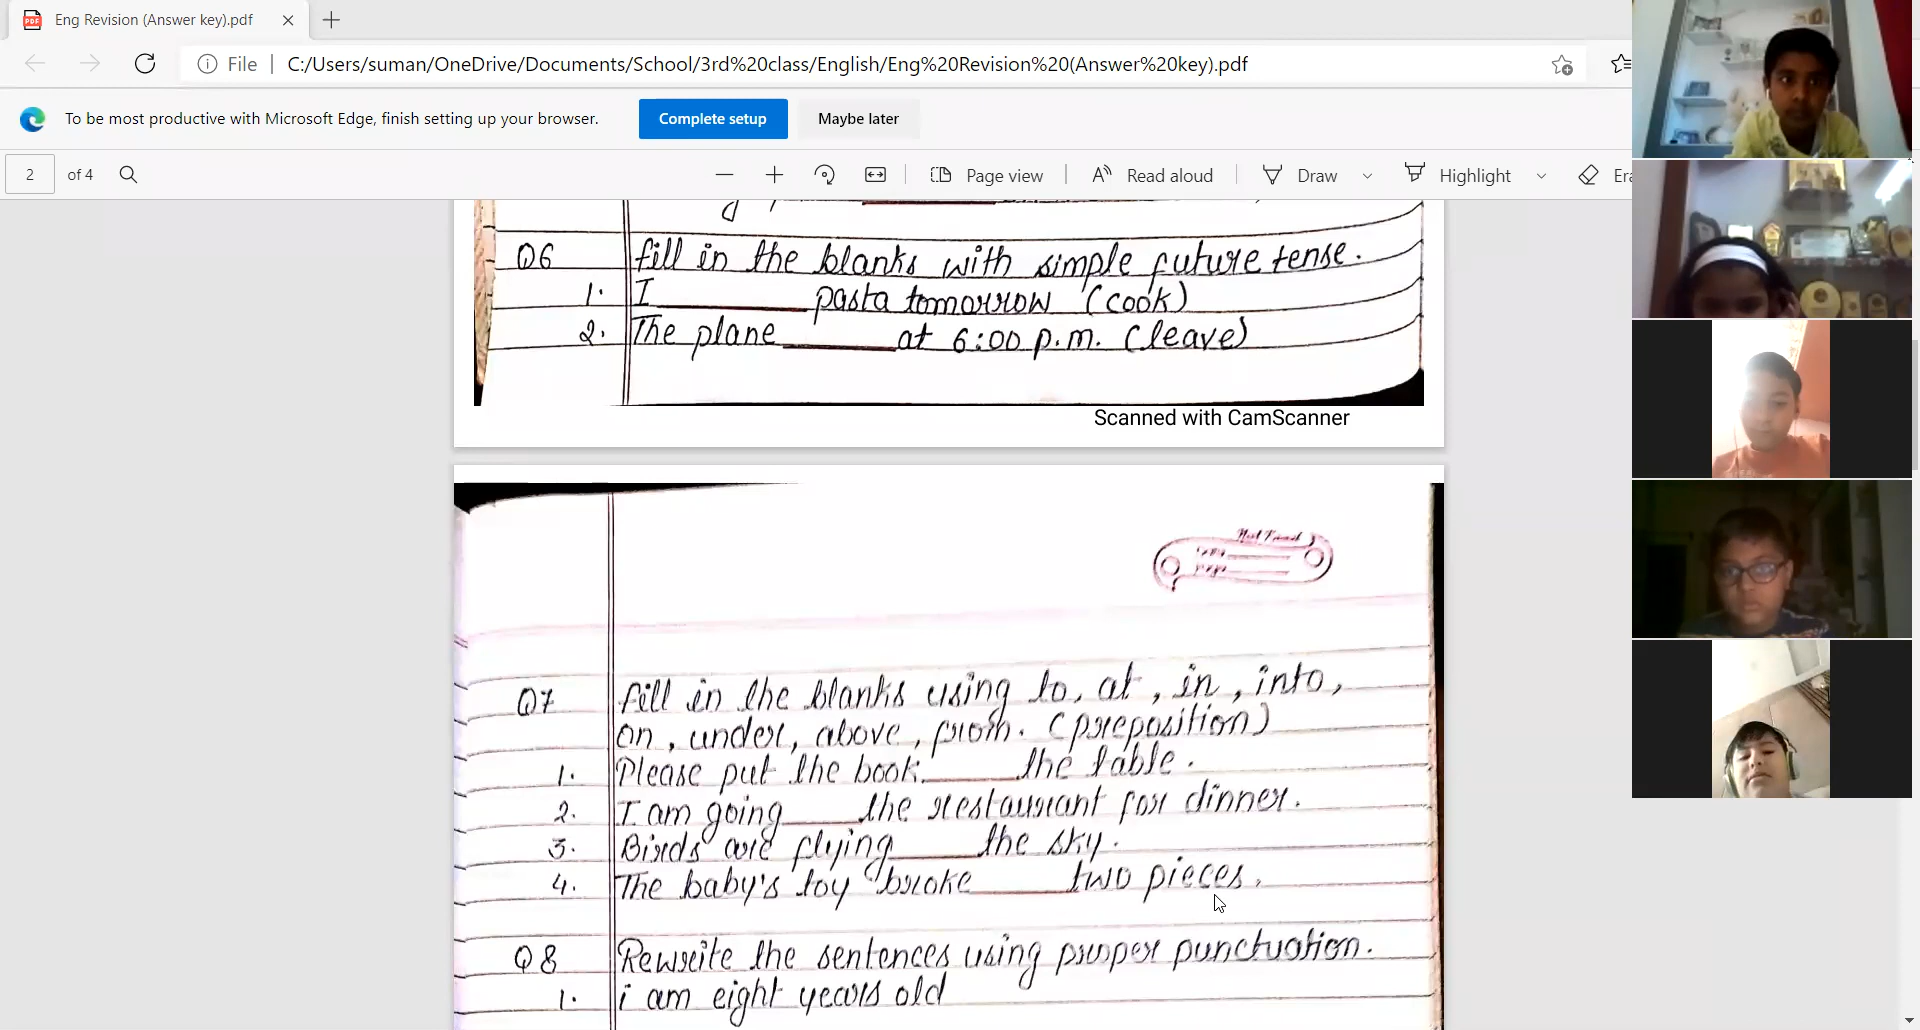 Eng Revision (Answer key).pdf
File C:/Users/suman/OneDrive/Documents/School/3rd%20class/English/Eng%20Revision%20(Answer%20key).pdf
To be most productive with Microsoft Edge, finish setting up your browser. Complete setup Maybe later
2 of 4 Page view Read aloud Draw Highlight Era
Q6 Fill in the blanks with simple future tense.
1. I ______ pasta tomorrow (cook)
2. The plane ______ at 6:00 p.m. (leave)
Scanned with CamScanner
Q7 Fill in the blanks using to, at, in, into,
on, under, above, from. (preposition)
1. Please put the book ______ the table.
2. I am going ______ the restaurant for dinner.
3. Birds are flying ______ the sky.
4. The baby's toy broke ______ two pieces.
Q8 Rewrite the sentences using proper punctuation.
1. i am eight years old